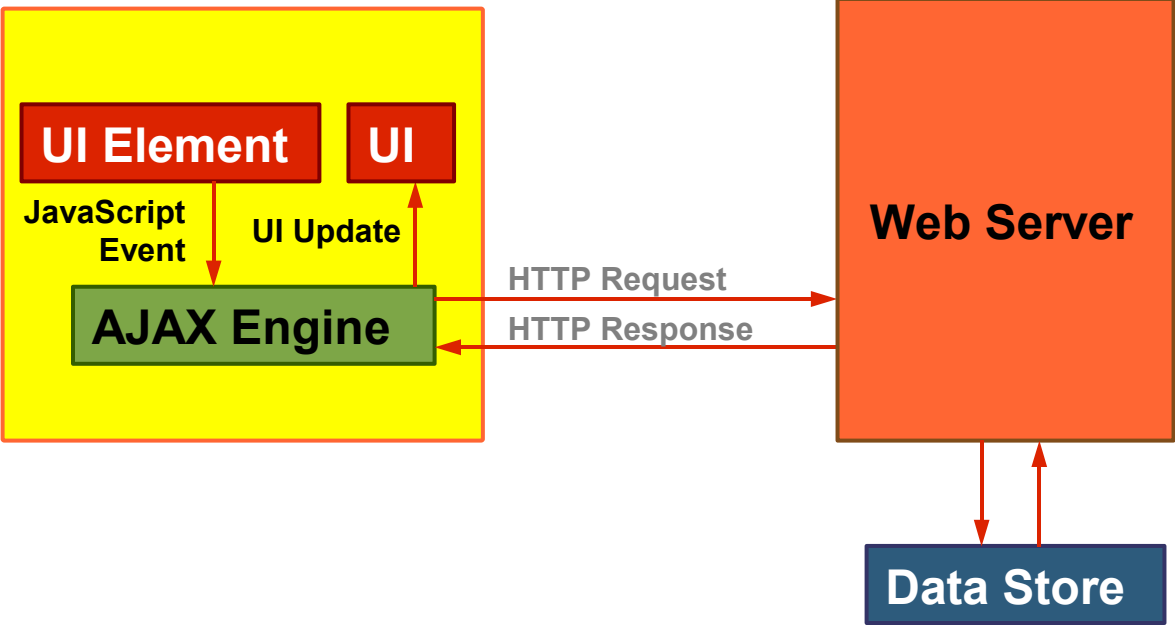 UI Element
UI
JavaScript
Event
UI Update
AJAX Engine
HTTP Request
HTTP Response
Web Server
Data Store